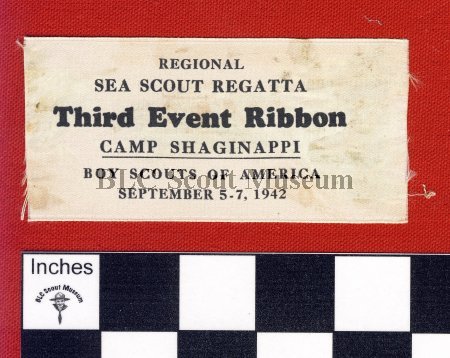 REGIONAL
SEA SCOUT REGATTA
Third Event Ribbon
CAMP SHAGINAPPI
BOY SCOUTS OF AMERICA
BLC Scout Museum
SEPTEMBER 5-7, 1942
Inches
BLC Scout Museum